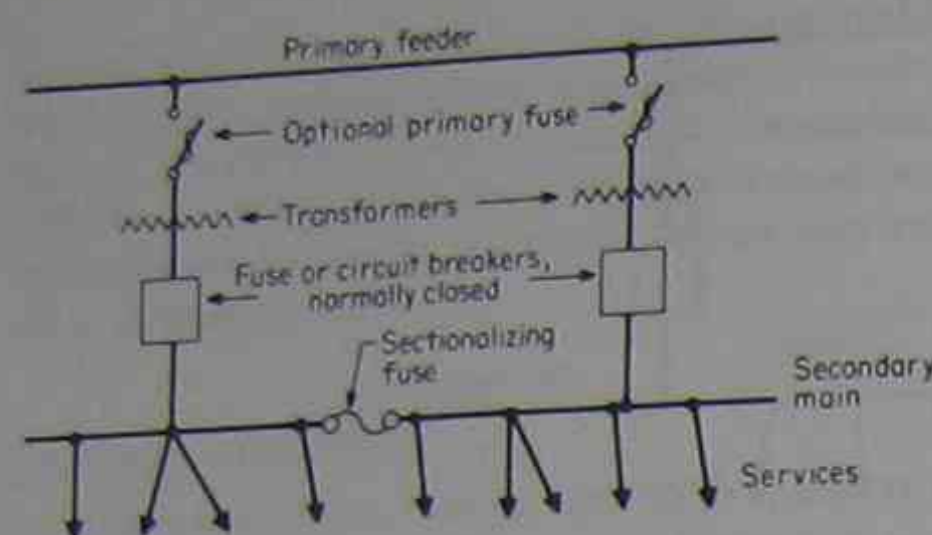 Primary feeder
Optional primary fuse
Transformers
Fuse or circuit breakers,
normally closed
Sectionalizing
fuse
Secondary
main
Services